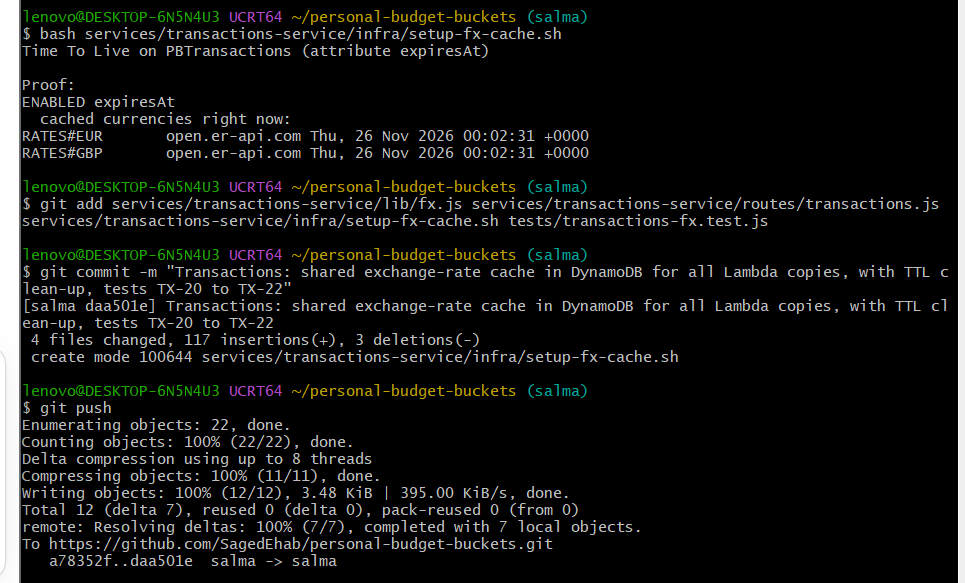 lenovo@DESKTOP-6N5N4U3 UCRT64 ~/personal-budget-buckets (salma)
$ bash services/transactions-service/infra/setup-fx-cache.sh
Time To Live on PBTransactions (attribute expiresAt)
Proof:
ENABLED expiresAt
  cached currencies right now:
RATES#EUR       open.er-api.com Thu, 26 Nov 2026 00:02:31 +0000
RATES#GBP       open.er-api.com Thu, 26 Nov 2026 00:02:31 +0000
lenovo@DESKTOP-6N5N4U3 UCRT64 ~/personal-budget-buckets (salma)
$ git add services/transactions-service/lib/fx.js services/transactions-service/routes/transactions.js
services/transactions-service/infra/setup-fx-cache.sh tests/transactions-fx.test.js
lenovo@DESKTOP-6N5N4U3 UCRT64 ~/personal-budget-buckets (salma)
$ git commit -m "Transactions: shared exchange-rate cache in DynamoDB for all Lambda copies, with TTL c
lean-up, tests TX-20 to TX-22"
[salma daa501e] Transactions: shared exchange-rate cache in DynamoDB for all Lambda copies, with TTL cl
ean-up, tests TX-20 to TX-22
 4 files changed, 117 insertions(+), 3 deletions(-)
 create mode 100644 services/transactions-service/infra/setup-fx-cache.sh
lenovo@DESKTOP-6N5N4U3 UCRT64 ~/personal-budget-buckets (salma)
$ git push
Enumerating objects: 22, done.
Counting objects: 100% (22/22), done.
Delta compression using up to 8 threads
Compressing objects: 100% (11/11), done.
Writing objects: 100% (12/12), 3.48 KiB | 395.00 KiB/s, done.
Total 12 (delta 7), reused 0 (delta 0), pack-reused 0 (from 0)
remote: Resolving deltas: 100% (7/7), completed with 7 local objects.
To https://github.com/SagedEhab/personal-budget-buckets.git
   a78352f..daa501e  salma -> salma